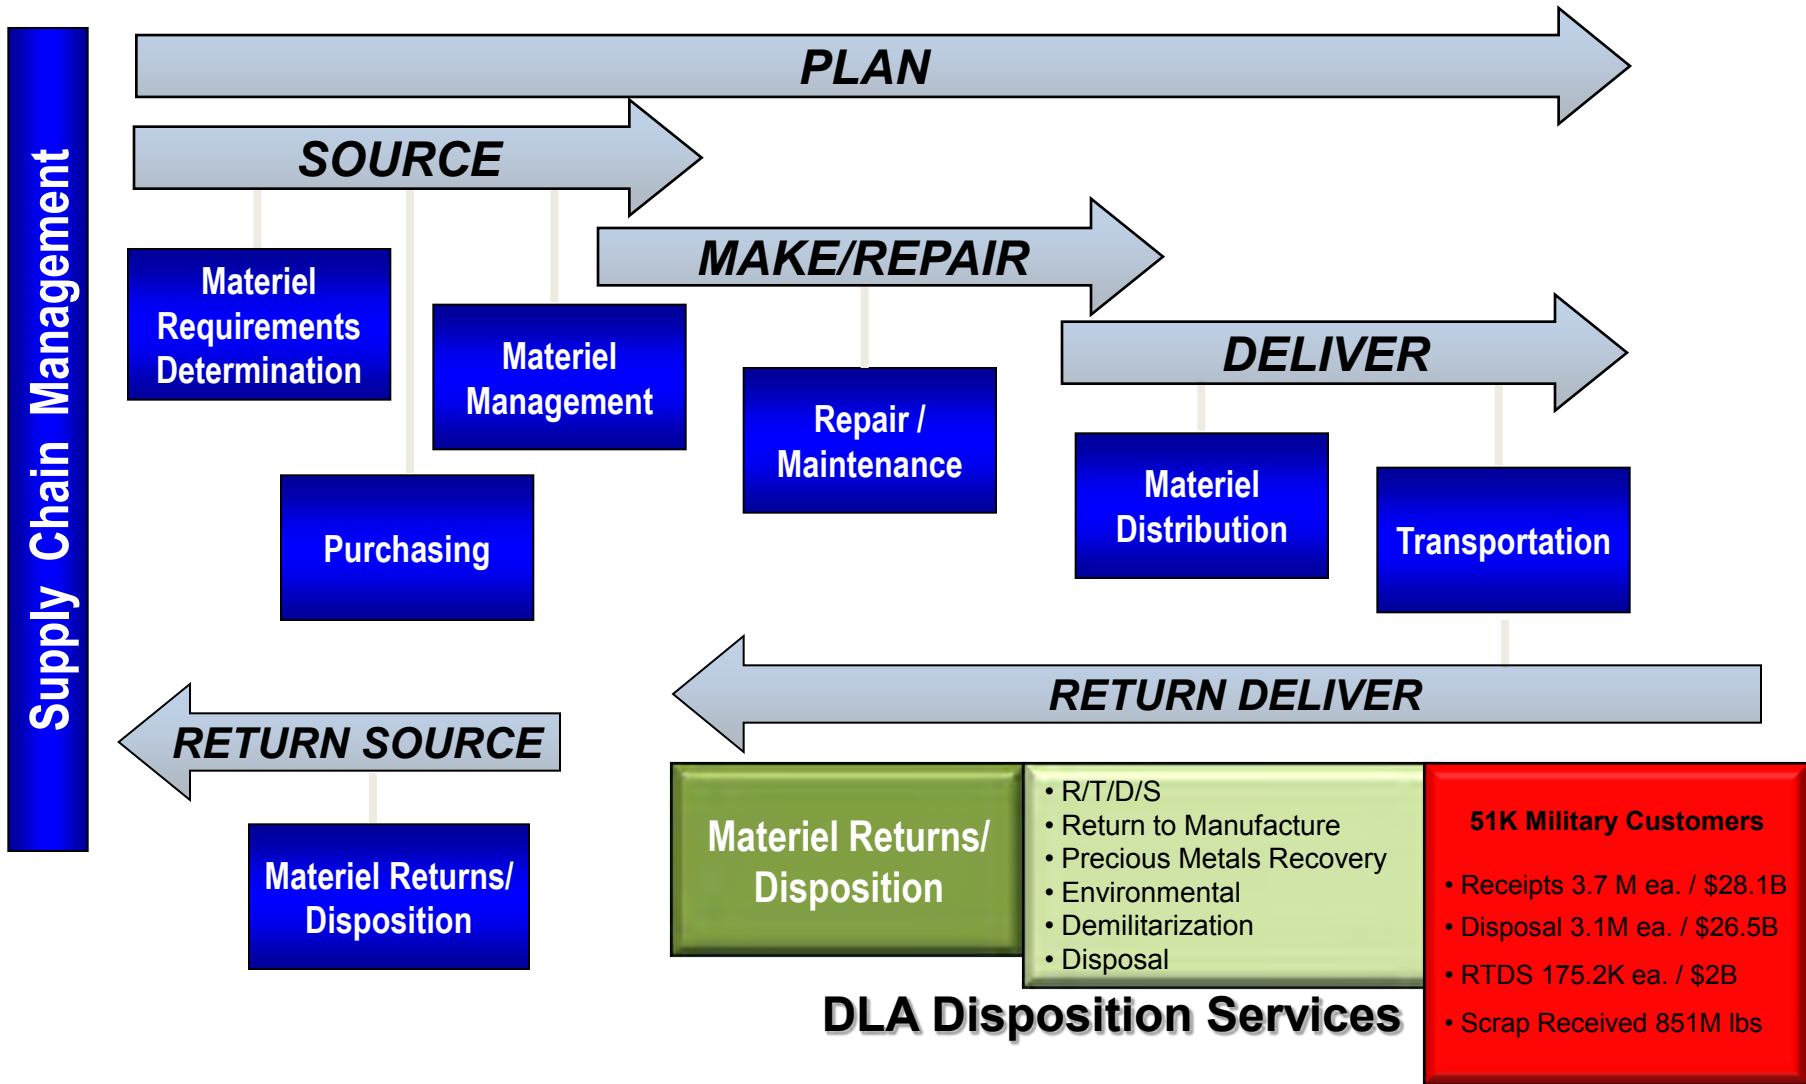 Supply Chain Management
PLAN
SOURCE
MAKE/REPAIR
DELIVER
Materiel
Requirements
Determination
Materiel
Management
Purchasing
Repair /
Maintenance
Materiel
Distribution
Transportation
RETURN DELIVER
RETURN SOURCE
Materiel Returns/
Disposition
Materiel Returns/
Disposition
• R/T/D/S
• Return to Manufacture
• Precious Metals Recovery
• Environmental
• Demilitarization
• Disposal
51K Military Customers
• Receipts 3.7 M ea. / $28.1B
• Disposal 3.1M ea. / $26.5B
• RTDS 175.2K ea. / $2B
• Scrap Received 851M lbs
DLA Disposition Services